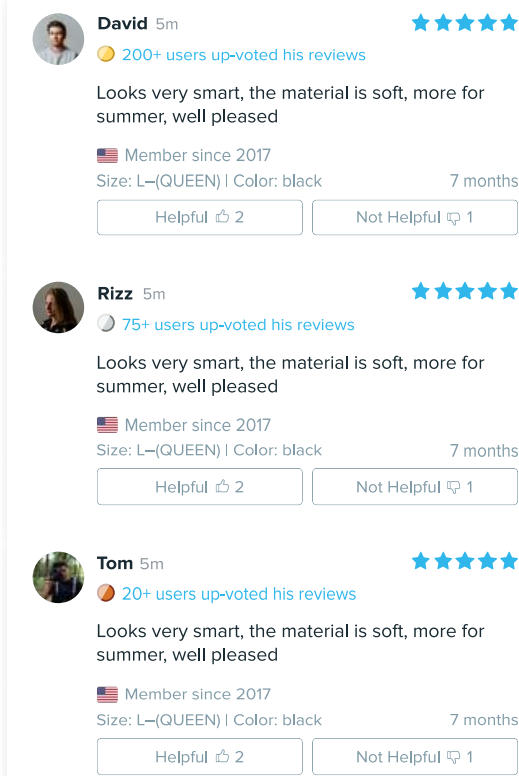 David 5m
200+ users up-voted his reviews
Looks very smart, the material is soft, more for
summer, well pleased
Member since 2017
Size: L–(QUEEN) | Color: black 7 months
Helpful 2 Not Helpful 1
Rizz 5m
75+ users up-voted his reviews
Looks very smart, the material is soft, more for
summer, well pleased
Member since 2017
Size: L–(QUEEN) | Color: black 7 months
Helpful 2 Not Helpful 1
Tom 5m
20+ users up-voted his reviews
Looks very smart, the material is soft, more for
summer, well pleased
Member since 2017
Size: L–(QUEEN) | Color: black 7 months
Helpful 2 Not Helpful 1